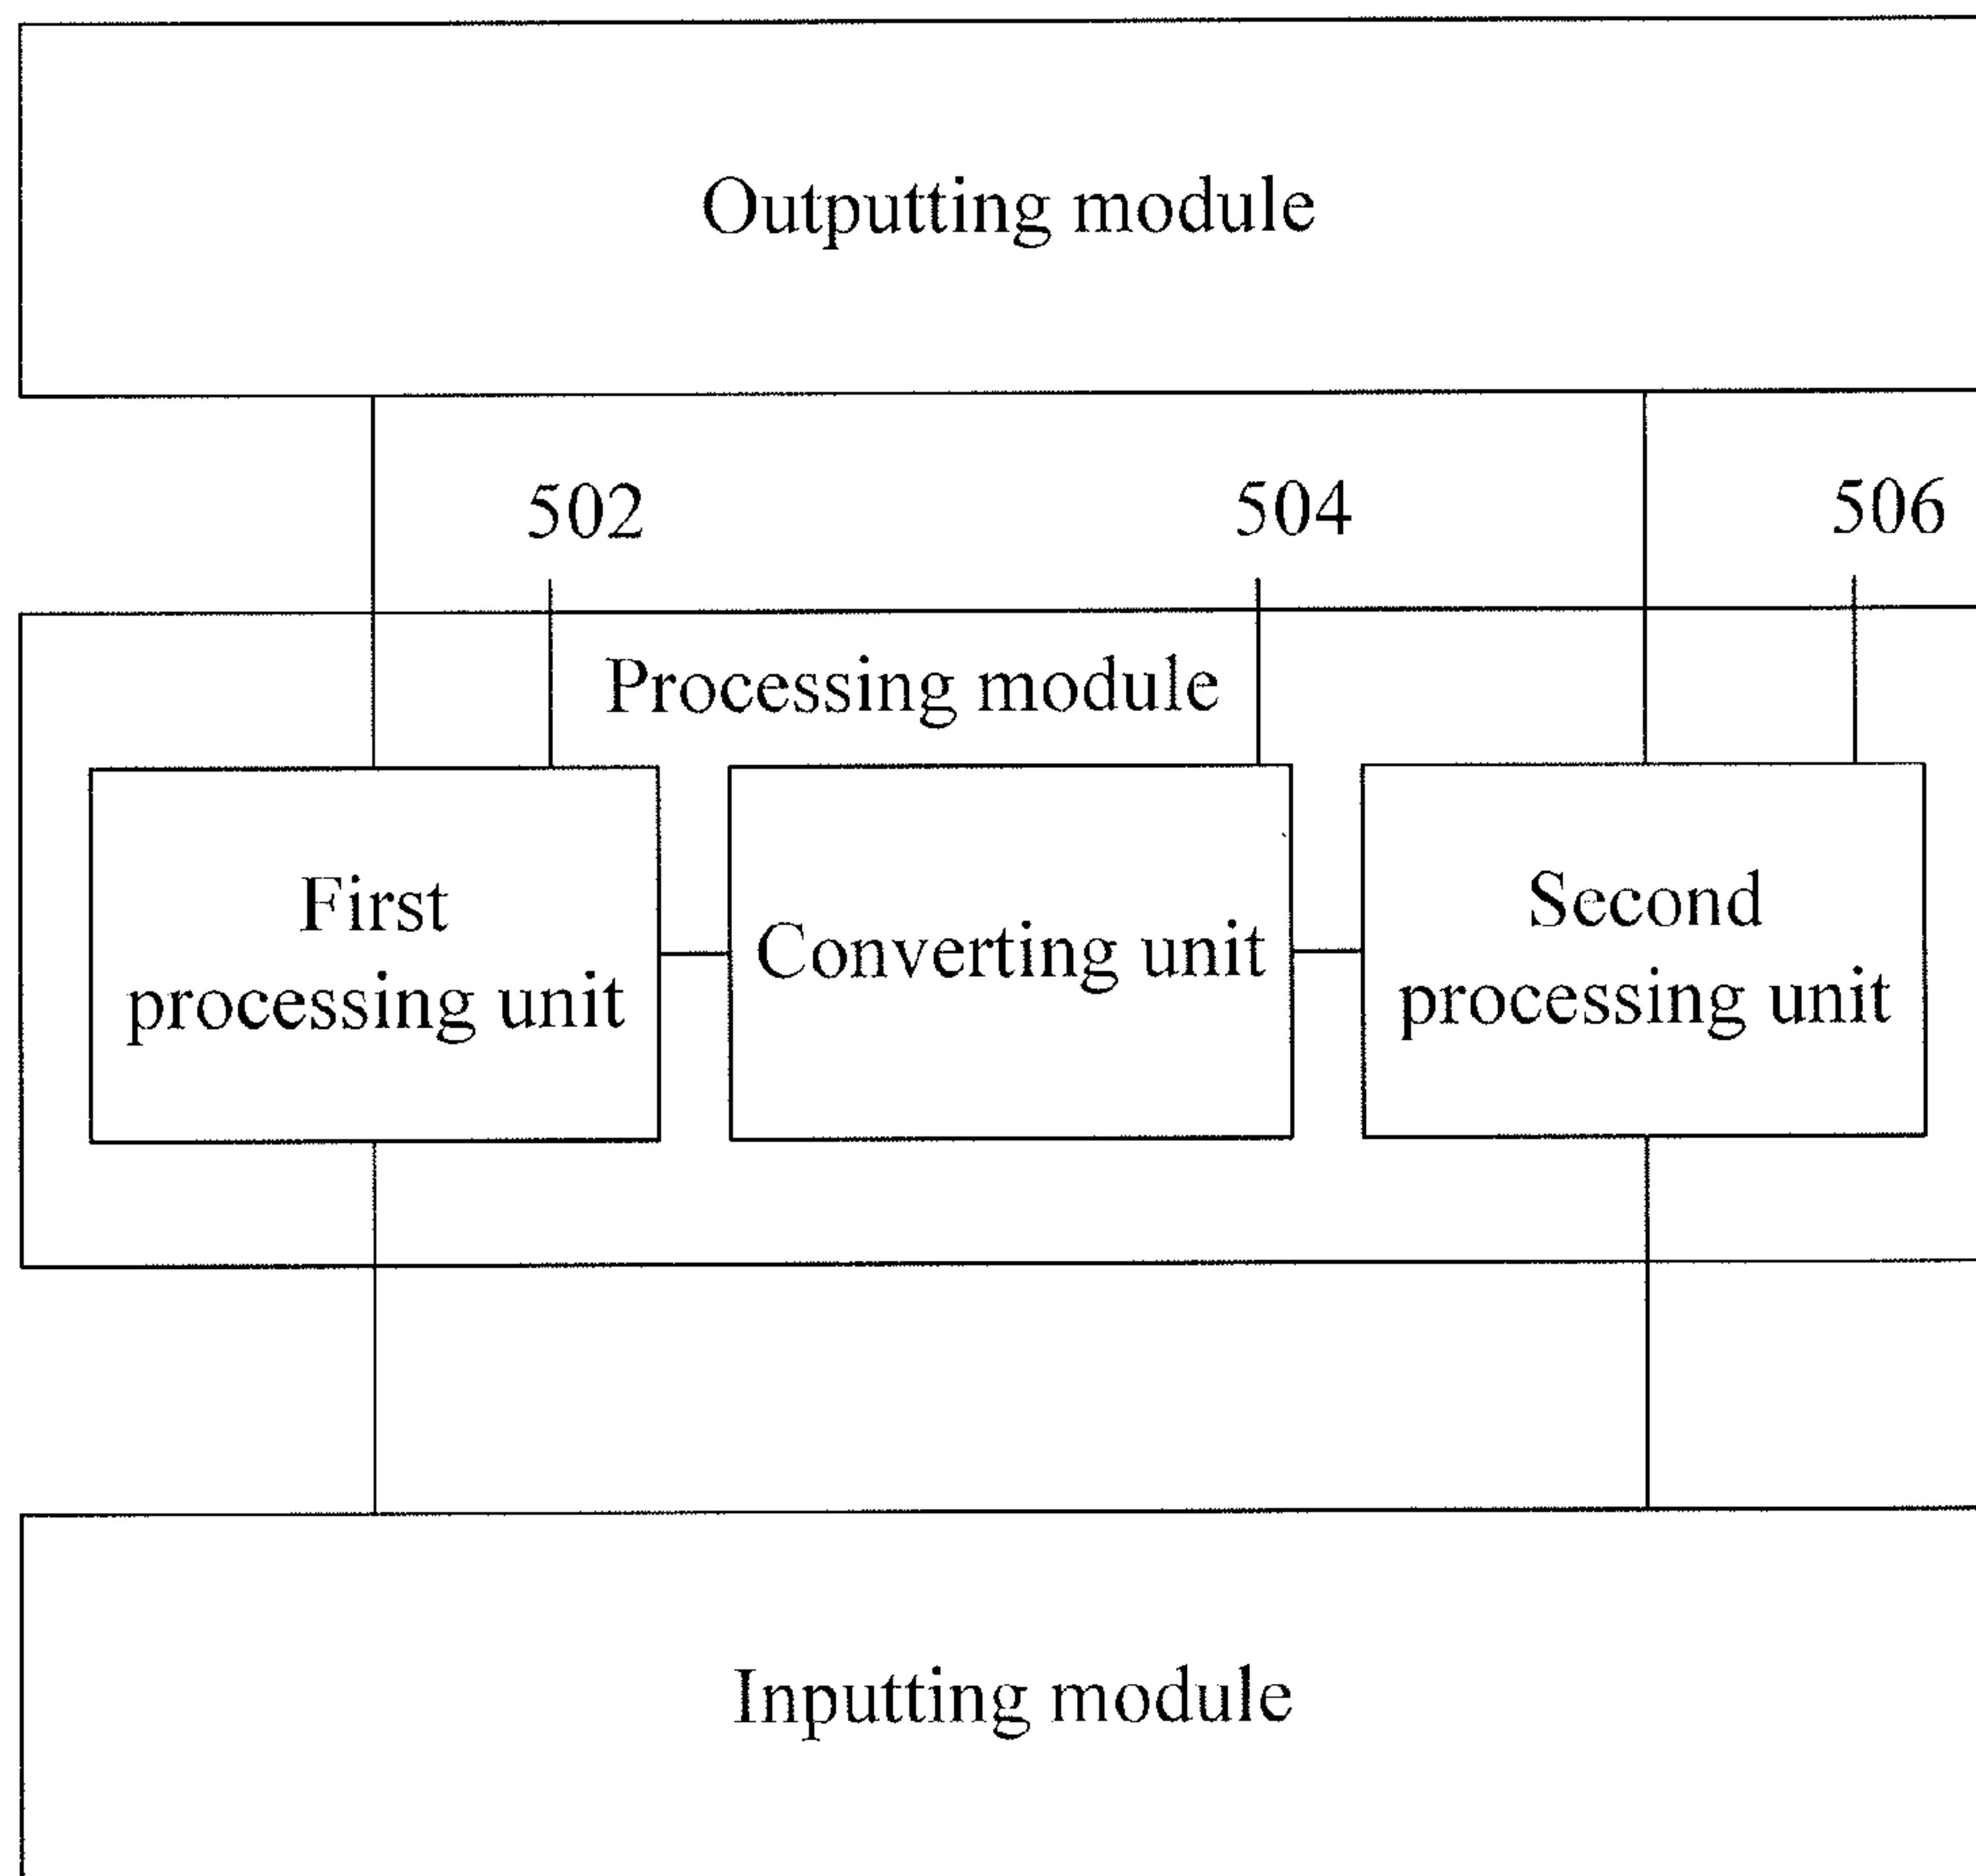 Outputting module
502 504 506
Processing module
First
processing unit
Converting unit
Second
processing unit
Inputting module